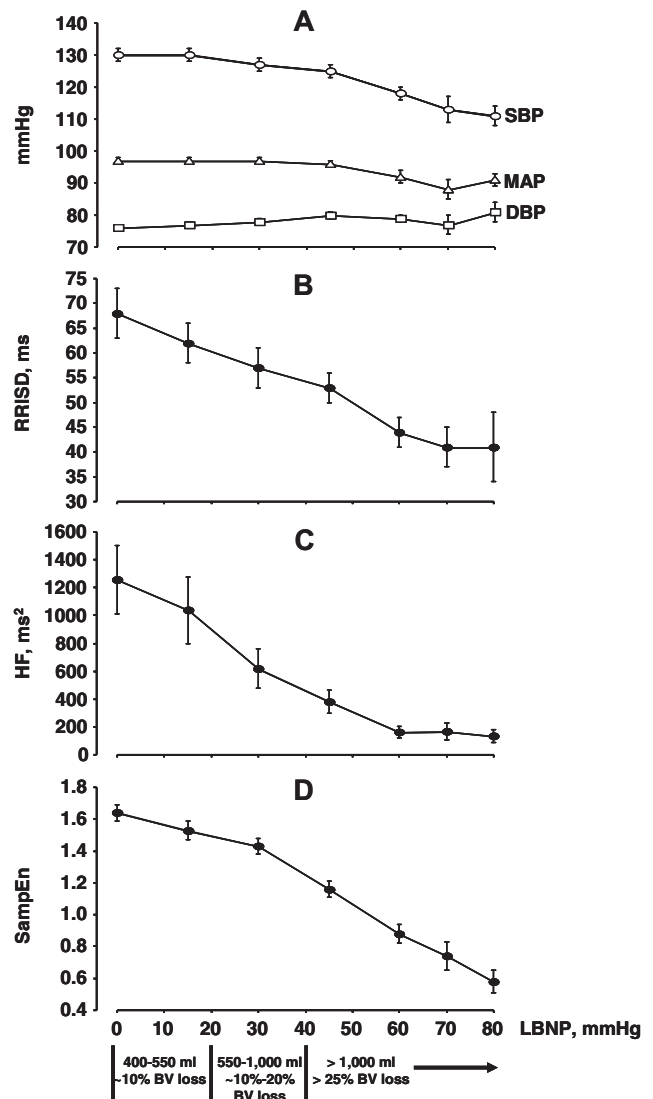 A
140
130
120
110
100
90
80
70
mmHg
SBP
MAP
DBP
B
75
70
65
60
55
50
45
40
35
30
RRISD, ms
C
1600
1400
1200
1000
800
600
400
200
0
HF, ms²
D
1.8
1.6
1.4
1.2
1.0
0.8
0.6
0.4
SampEn
0 10 20 30 40 50 60 70 80 LBNP, mmHg
400-550 ml 550-1,000 ml > 1,000 ml
~10% BV loss ~10%-20% > 25% BV loss
BV loss